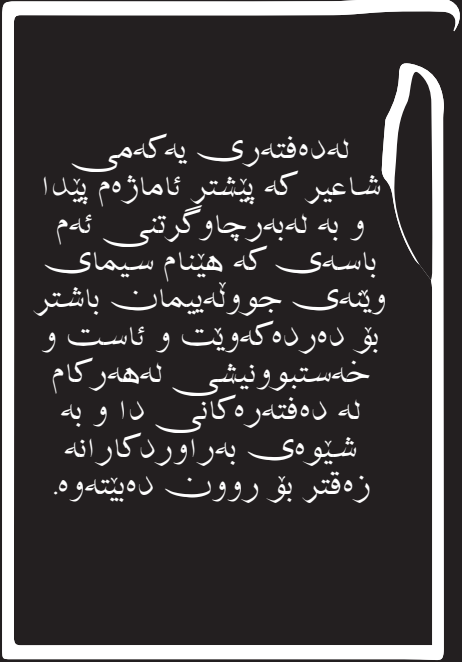 لەدەفتەری یەکەمی
شاعیر کە پێشتر ئاماژەم پێدا
و بە لەبەرچاوگرتنی ئەم
باسەی کە هێنام سیمای
وێنەی جووڵەییمان باشتر
بۆ دەردەکەوێت و ئاست و
خەستبوونیشی لەهەرکام
لە دەفتەرەکانی دا و بە
شێوەی بەراوردکارانە
زەقتر بۆ روون دەبێتەوە.